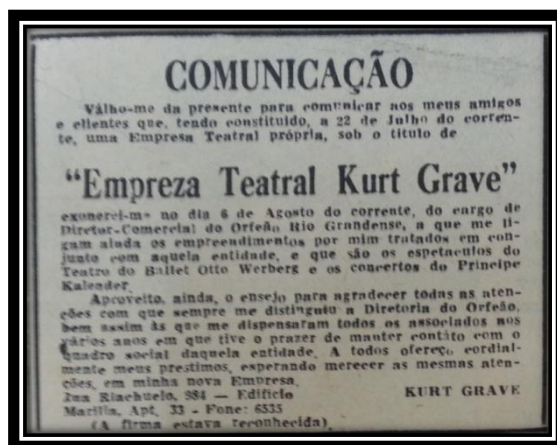 COMUNICAÇÃO
Válho-me da presente para comunicar aos meus amigos
e clientes que, tendo constituido, a 22 de Julho do corren-
te, uma Empresa Teatral própria, sob o titulo de
“Empreza Teatral Kurt Grave”
exonerei-me no dia 6 de Agosto do corrente, do cargo de
Diretor-Comercial do Orfeão Rio Grandense, a que me li-
gam ainda os empreendimentos por mim tratados em con-
junto com aquela entidade, e que são os espetaculos do
Teatro do Ballet Otto Werberg e os concertos do Principe
Kalender.
Aproveito, ainda, o ensejo para agradecer todas as aten-
ções com que sempre me distinguiu a Diretoria do Orfeão,
bem assim às que me dispensaram todos os associados nos
vários anos em que tive o prazer de manter contáto com o
quadro social daquela entidade. A todos ofereço cordial-
mente meus prestimos, esperando merecer as mesmas aten-
ções, em minha nova Empresa.
Rua Riachuelo, 984 — Edificio
KURT GRAVE
Marilia, Apt. 33 - Fone: 6535
(A firma estava reconhecida)